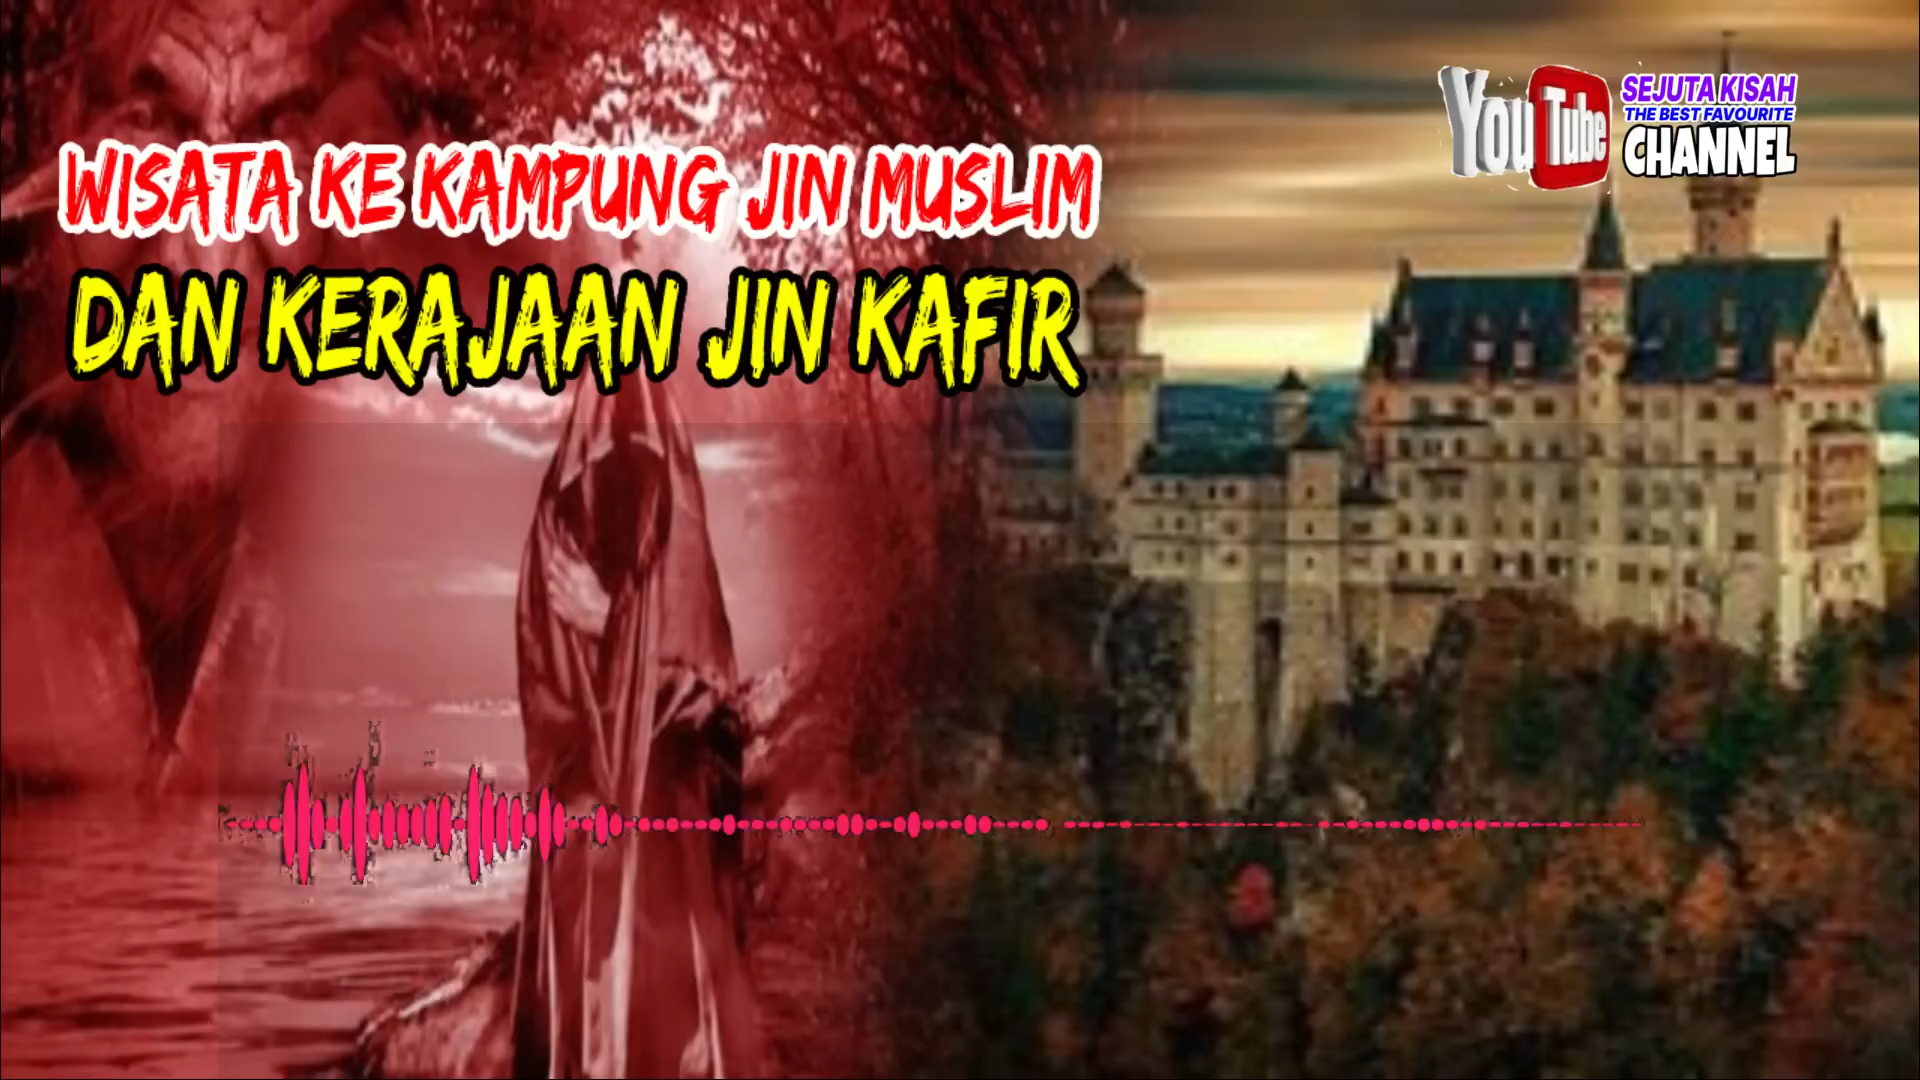 WISATA KE KAMPUNG JIN MUSLIM
DAN KERAJAAN JIN KAFIR
YouTube
SEJUTA KISAH
THE BEST FAVOURITE
CHANNEL